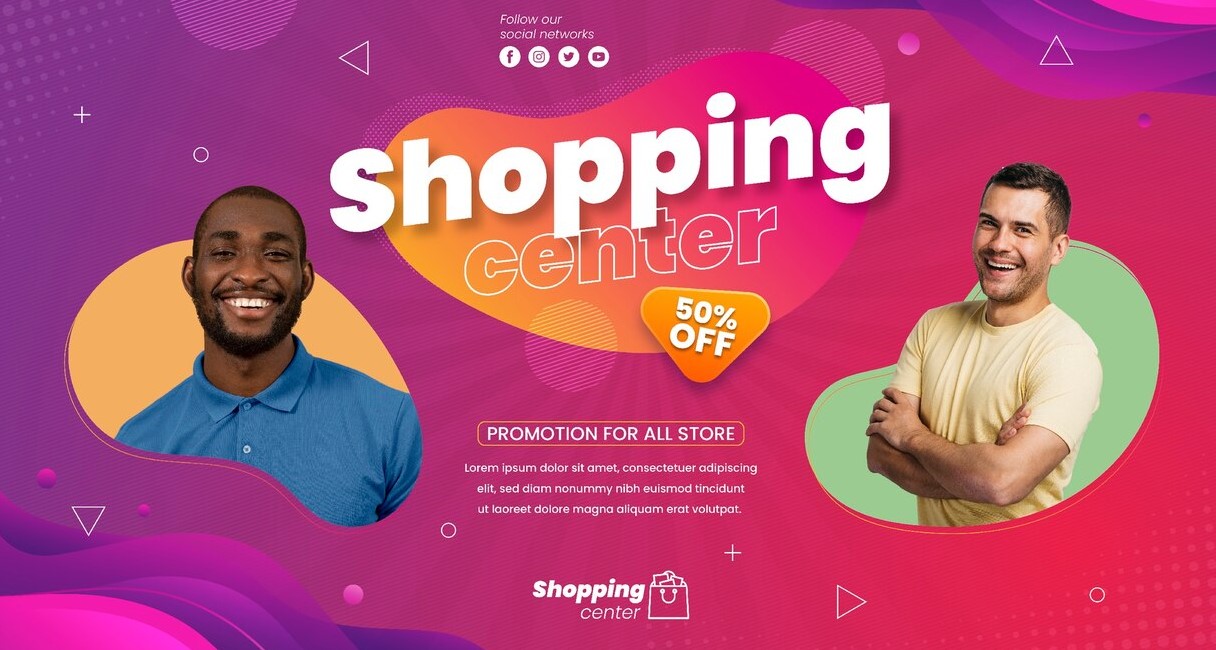 Follow our
social networks
Shopping
center
50%
OFF
PROMOTION FOR ALL STORE
Lorem ipsum dolor sit amet, consectetuer adipiscing
elit, sed diam nonummy nibh euismod tincidunt
ut laoreet dolore magna aliquam erat volutpat.
Shopping
center